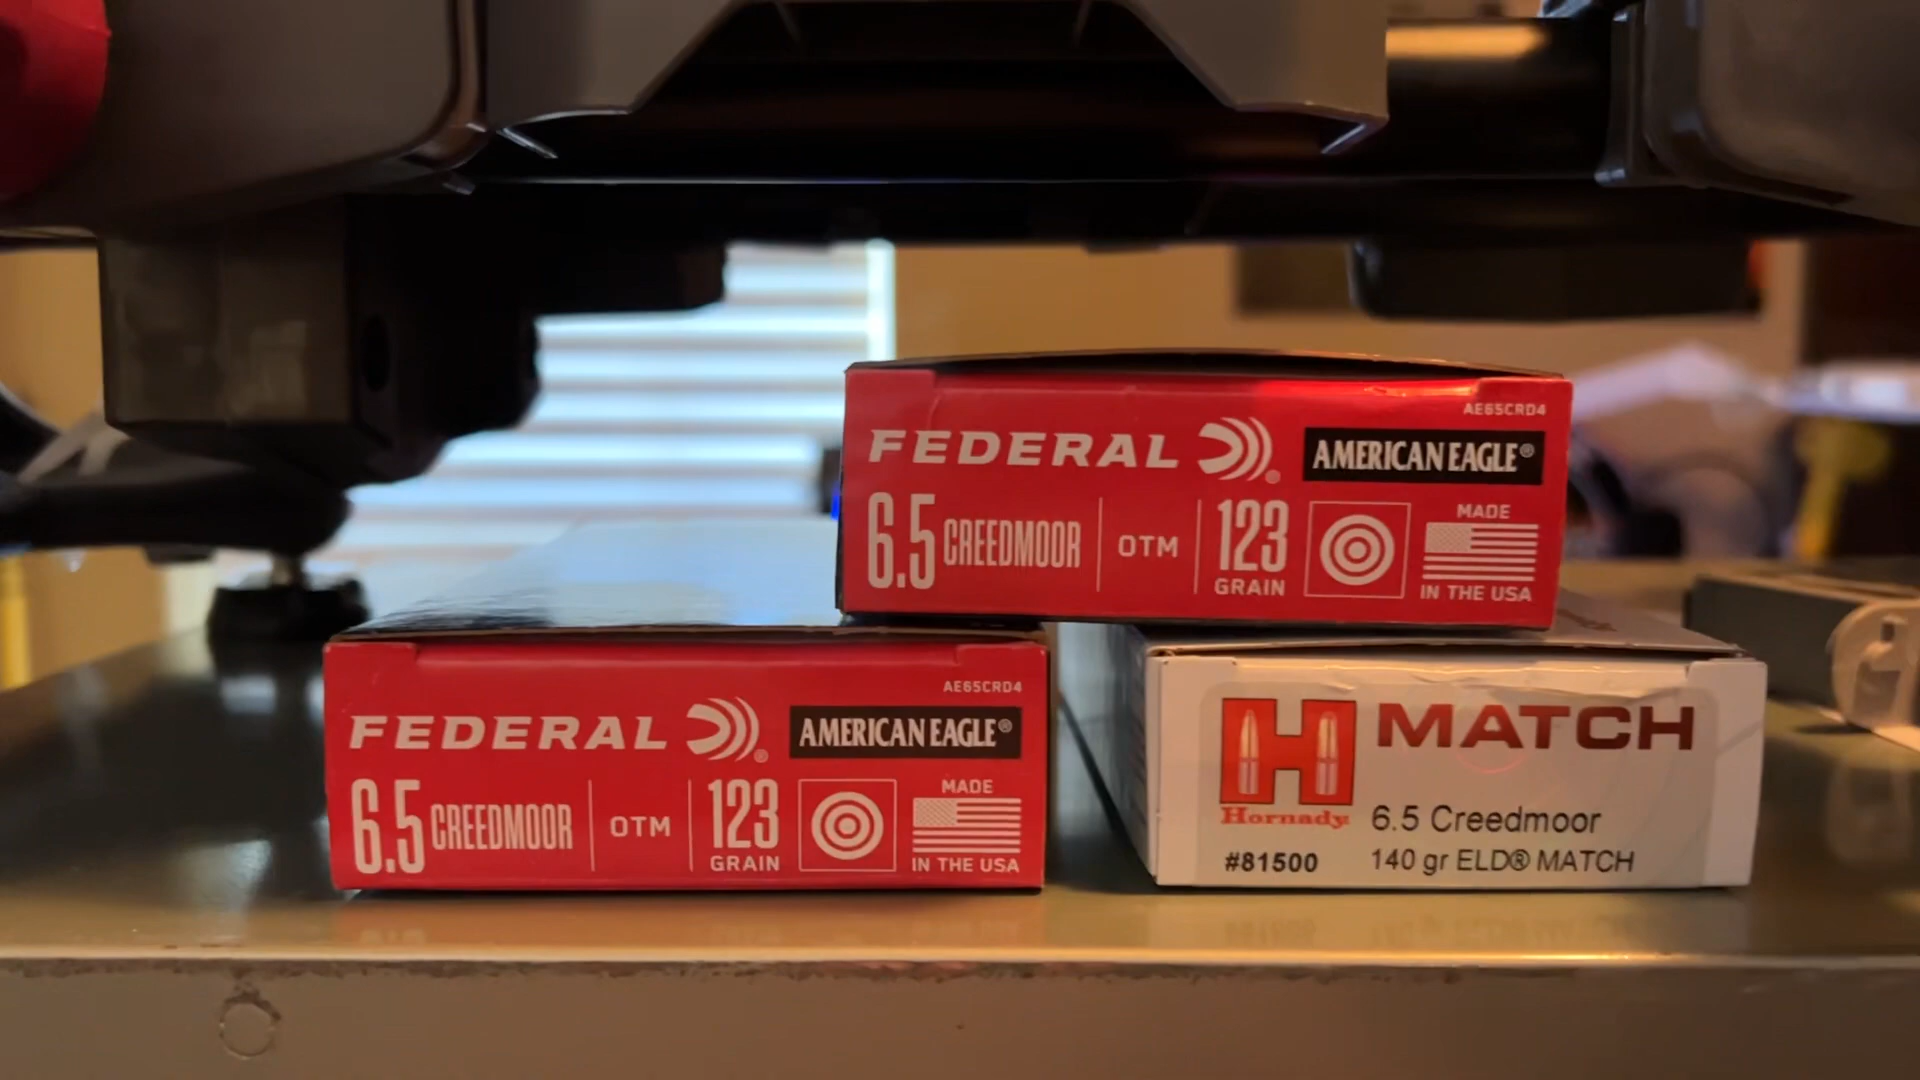 AE65CRD4
FEDERAL ® AMERICAN EAGLE®
6.5 CREEDMOOR OTM 123 GRAIN
MADE IN THE USA
AE65CRD4
FEDERAL ® AMERICAN EAGLE®
6.5 CREEDMOOR OTM 123 GRAIN
MADE IN THE USA
H MATCH
Hornady
6.5 Creedmoor
#81500 140 gr ELD® MATCH